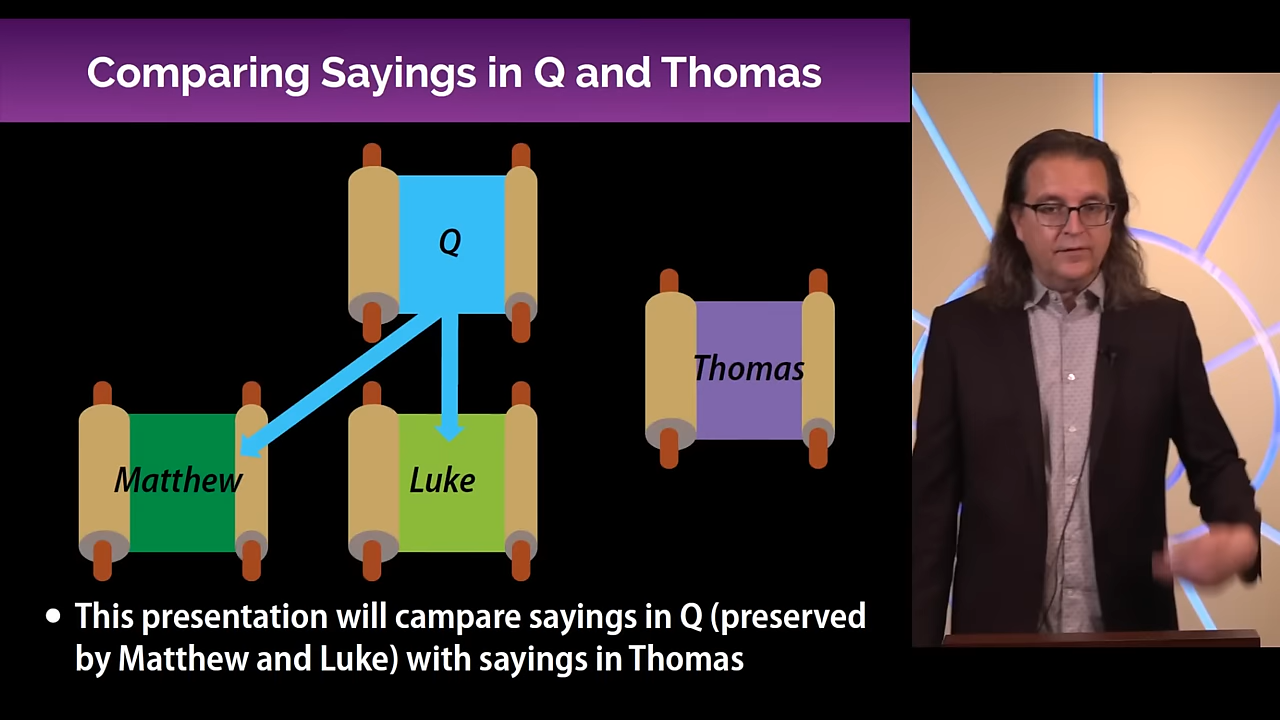 Comparing Sayings in Q and Thomas
Q
Thomas
Matthew
Luke
• This presentation will campare sayings in Q (preserved
by Matthew and Luke) with sayings in Thomas